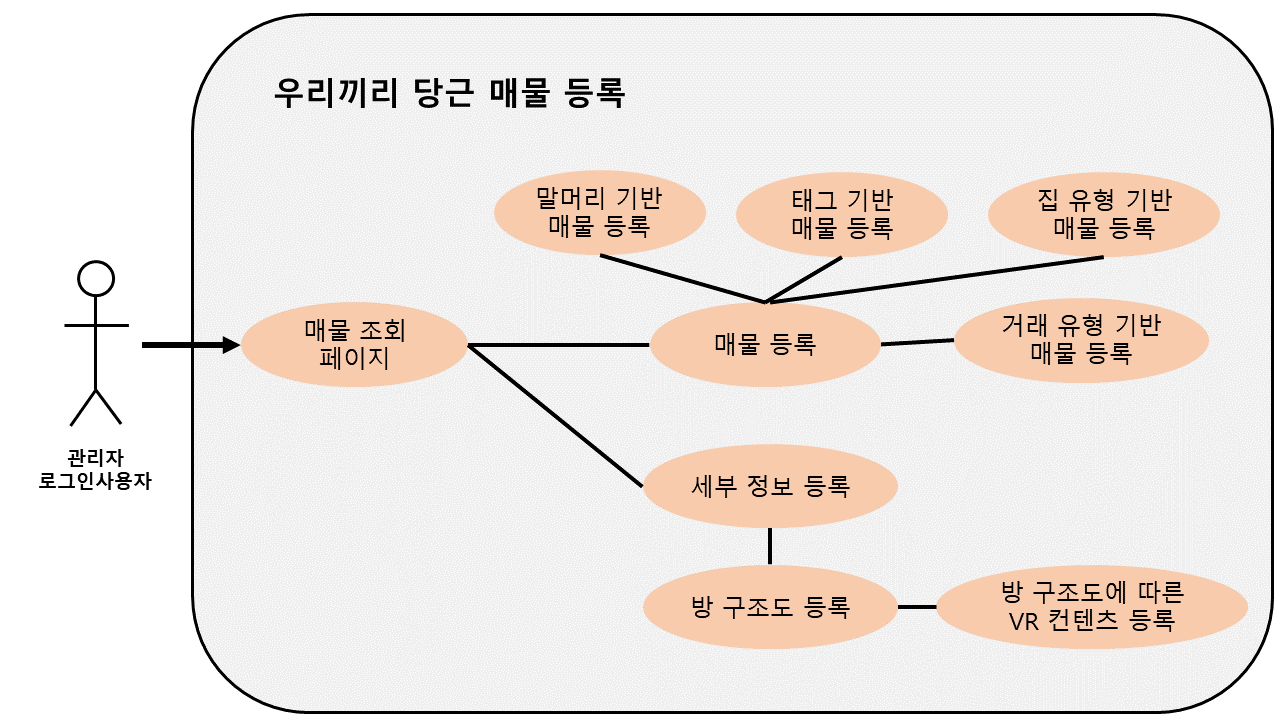 우리끼리 당근 매물 등록
말머리 기반
매물 등록
태그 기반
매물 등록
집 유형 기반
매물 등록
매물 조회
페이지
매물 등록
거래 유형 기반
매물 등록
관리자
로그인사용자
세부 정보 등록
방 구조도 등록
방 구조도에 따른
VR 컨텐츠 등록